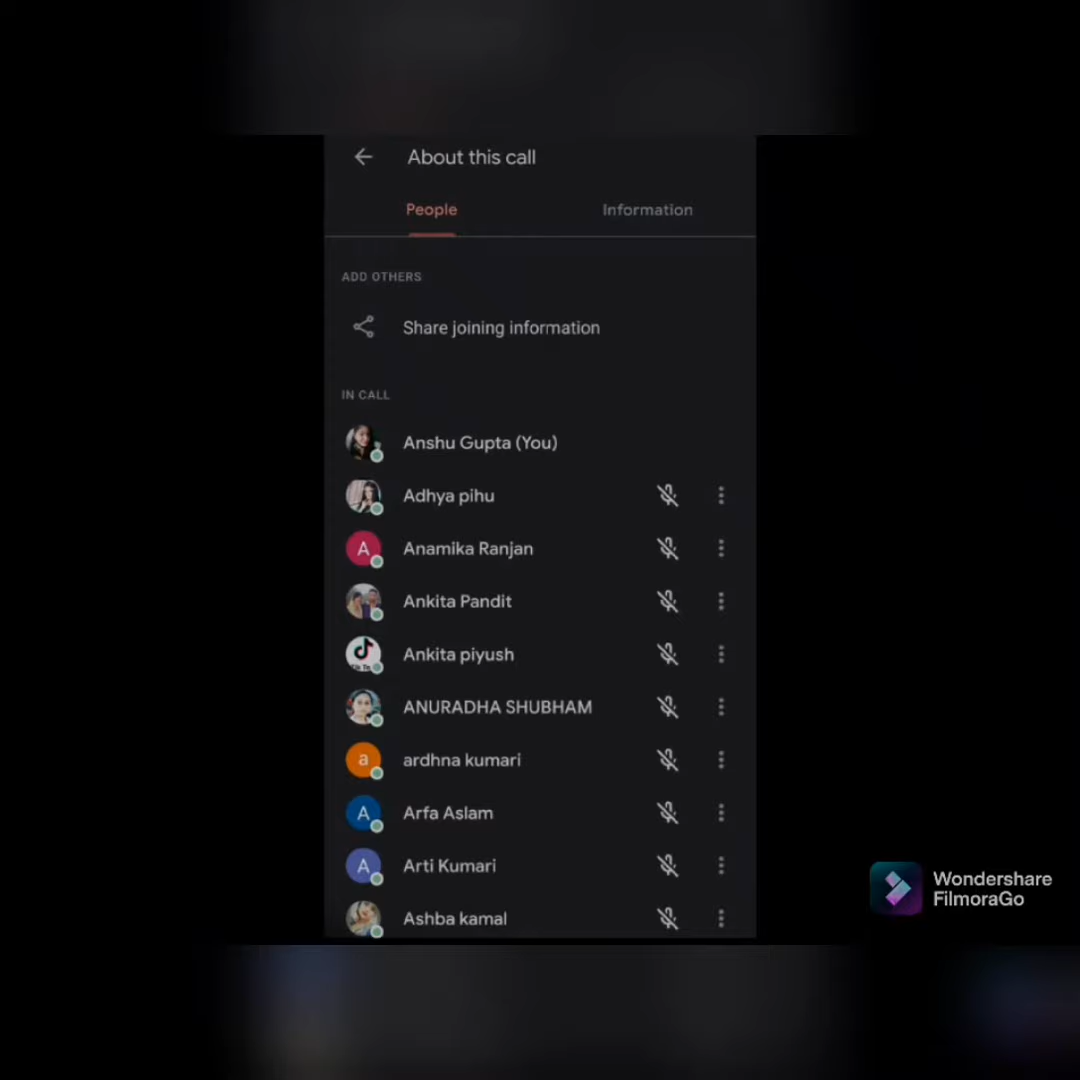 About this call
People
Information
ADD OTHERS
Share joining information
IN CALL
Anshu Gupta (You)
Adhya pihu
A Anamika Ranjan
Ankita Pandit
Ankita piyush
ANURADHA SHUBHAM
a ardhna kumari
A Arfa Aslam
A Arti Kumari
Ashba kamal
Wondershare
FilmoraGo